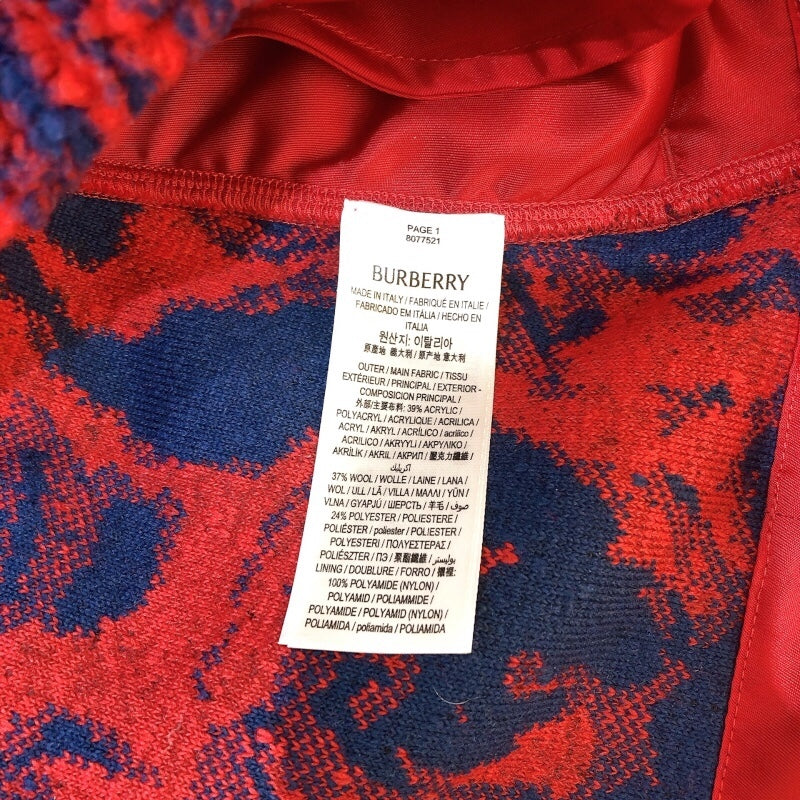 PAGE 1
8077521
BURBERRY
MADE IN ITALY / FABRIQUÉ EN ITALIE /
FABRICADO EM ITÁLIA / HECHO EN
ITALIA
원산지: 이탈리아
原產地 義大利 / 原产地 意大利
OUTER / MAIN FABRIC / TISSU
EXTÉRIEUR / PRINCIPAL / EXTERIOR -
COMPOSICIÓN PRINCIPAL /
外部/主要布料: 39% ACRYLIC /
POLYACRYL / ACRYLIQUE / ACRILICA /
ACRYL / AKRYL / ACRÍLICO / acrílico /
ACRILICO / AKRYYLI / ΑΚΡΥΛΙΚΟ /
AKRİLİK / AKRIL / АКРИЛ / 壓克力纖維 /
اكريليك
37% WOOL / WOLLE / LAINE / LANA /
WOL / ULL / LÃ / VILLA / ΜΑΛΛΙ / YÜN /
VLNA / GYAPJÚ / ШЕРСТЬ / 羊毛 / صوف
24% POLYESTER / POLIESTERE /
POLIÉSTER / poliester / POLIESTER /
POLYESTERI / ΠΟΛΥΕΣΤΕΡΑΣ /
POLIÉSZTER / ПЭ / 聚酯纖維 / بوليستر
LINING / DOUBLURE / FORRO / 襯裡:
100% POLYAMIDE (NYLON) /
POLYAMID / POLIAMMIDE /
POLYAMIDE / POLYAMID (NYLON) /
POLIAMIDA / poliamida / POLYAMIDA